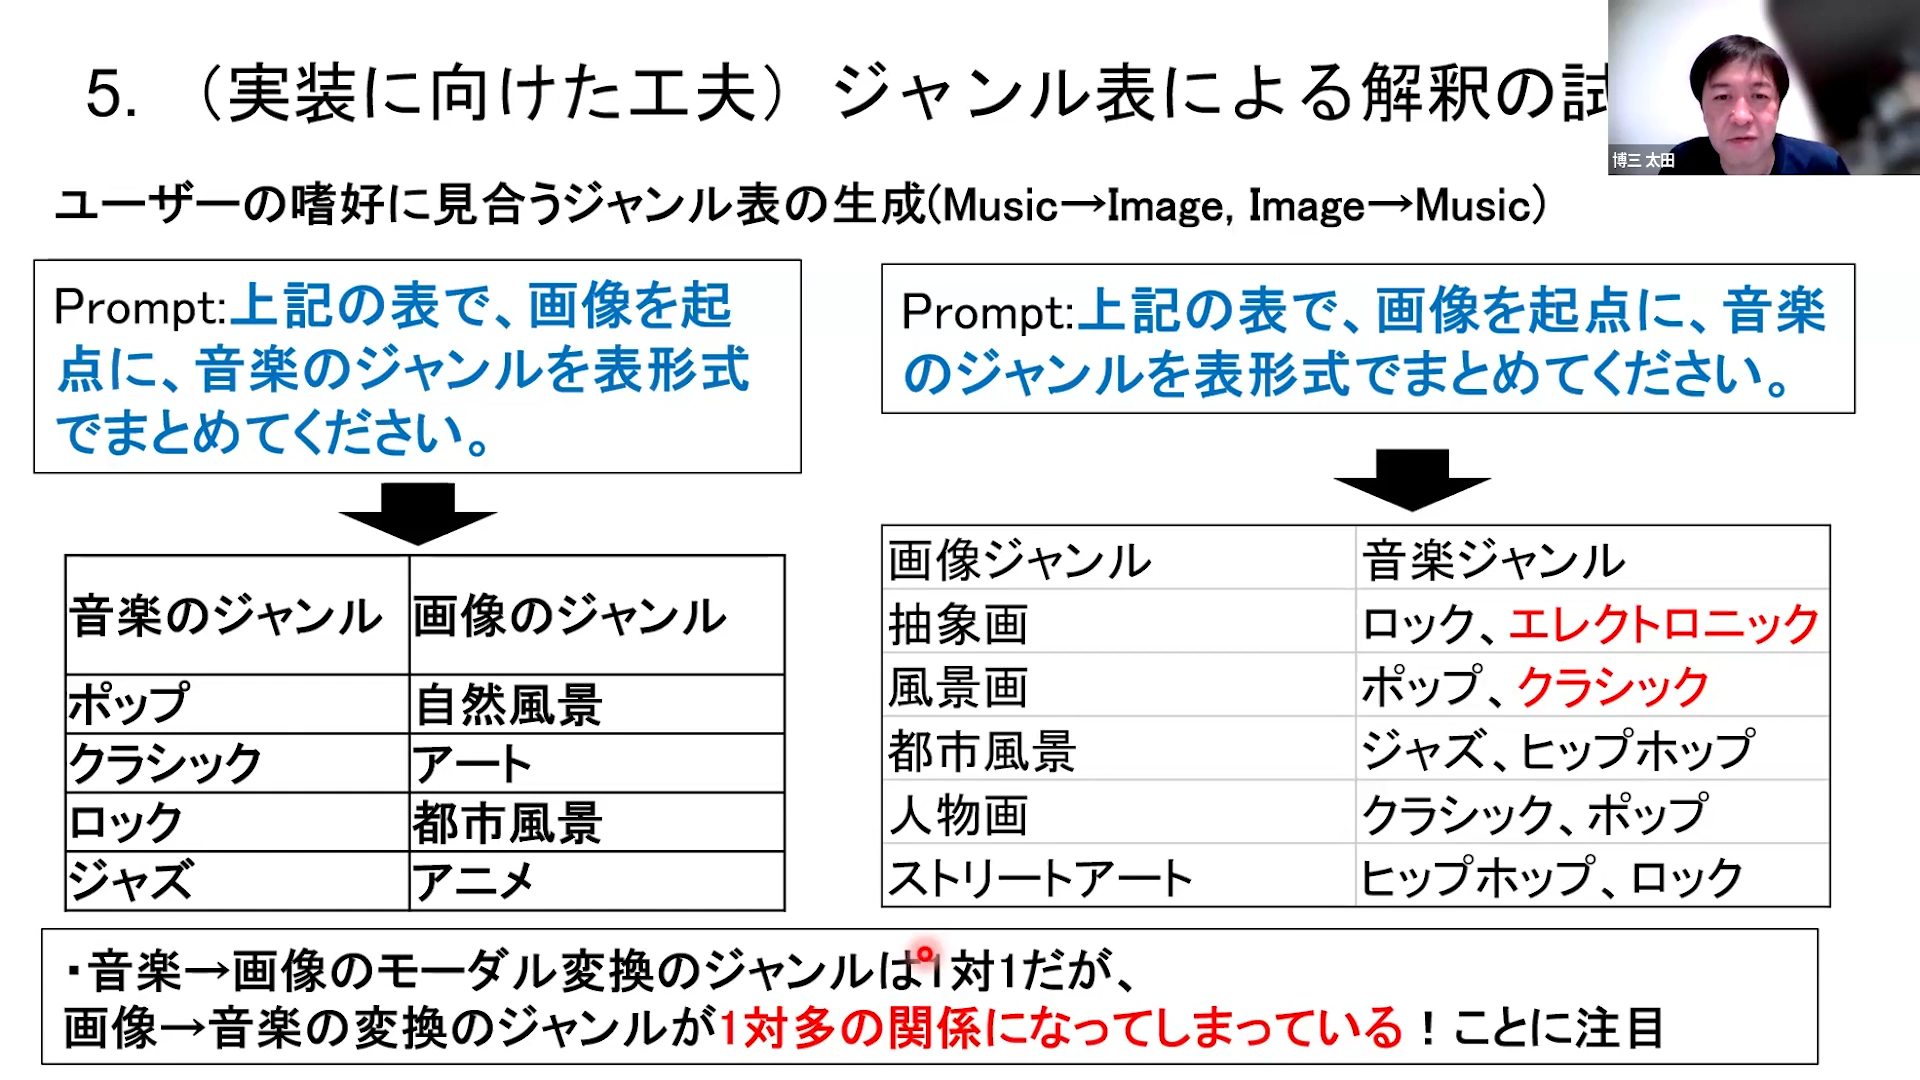 5. （実装に向けた工夫）ジャンル表による解釈の試
博三 太田
ユーザーの嗜好に見合うジャンル表の生成(Music→Image, Image→Music)
Prompt:上記の表で、画像を起
点に、音楽のジャンルを表形式
でまとめてください。
Prompt:上記の表で、画像を起点に、音楽
のジャンルを表形式でまとめてください。
音楽のジャンル 画像のジャンル
ポップ 自然風景
クラシック アート
ロック 都市風景
ジャズ アニメ
画像ジャンル 音楽ジャンル
抽象画 ロック、エレクトロニック
風景画 ポップ、クラシック
都市風景 ジャズ、ヒップホップ
人物画 クラシック、ポップ
ストリートアート ヒップホップ、ロック
・音楽→画像のモーダル変換のジャンルは1対1だが、
画像→音楽の変換のジャンルが1対多の関係になってしまっている！ことに注目